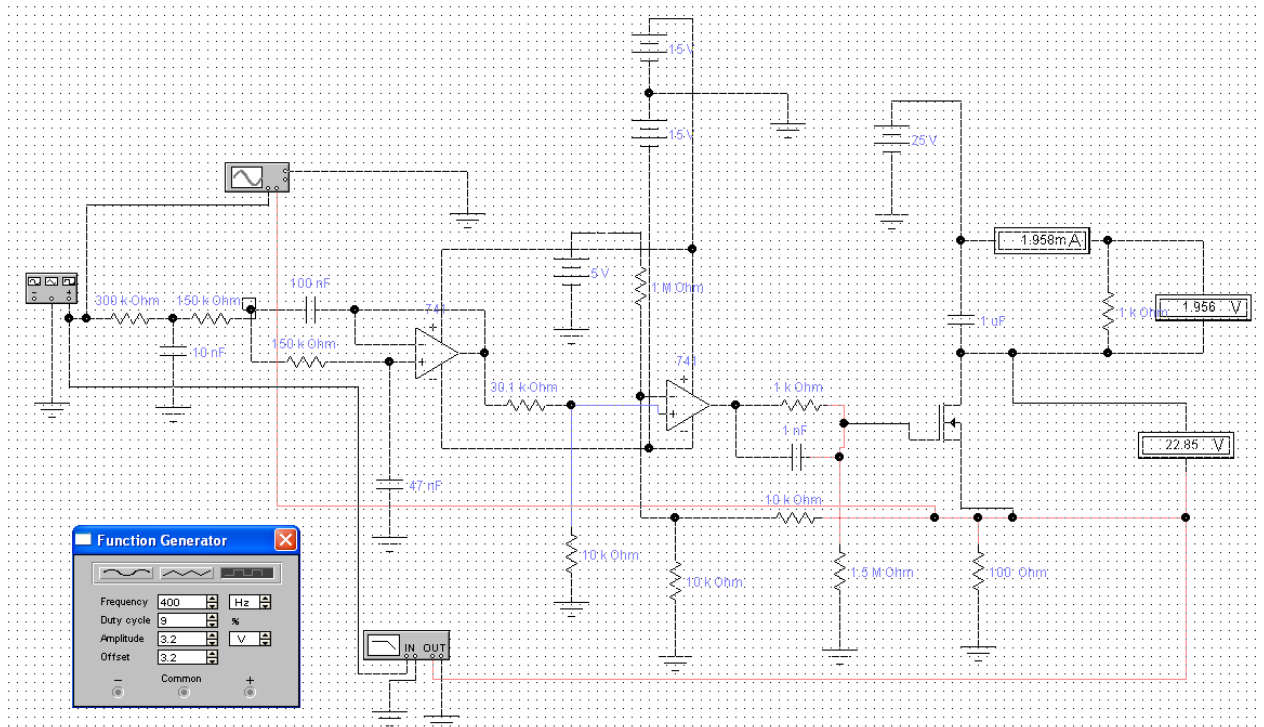 15 V
15 V
25 V
1.958m A
5 V
1 M Ohm
300 k Ohm
150 k Ohm
100 nF
741
1 uF
1 k Ohm
1.956 V
10 nF
150 k Ohm
741
30.1 k Ohm
1 k Ohm
1 nF
22.85 V
47 nF
10 k Ohm
10 k Ohm
10 k Ohm
1.5 M Ohm
100 Ohm
Function Generator
Frequency 400 Hz
Duty cycle 9 %
Amplitude 3.2 V
Offset 3.2
− Common +
IN OUT